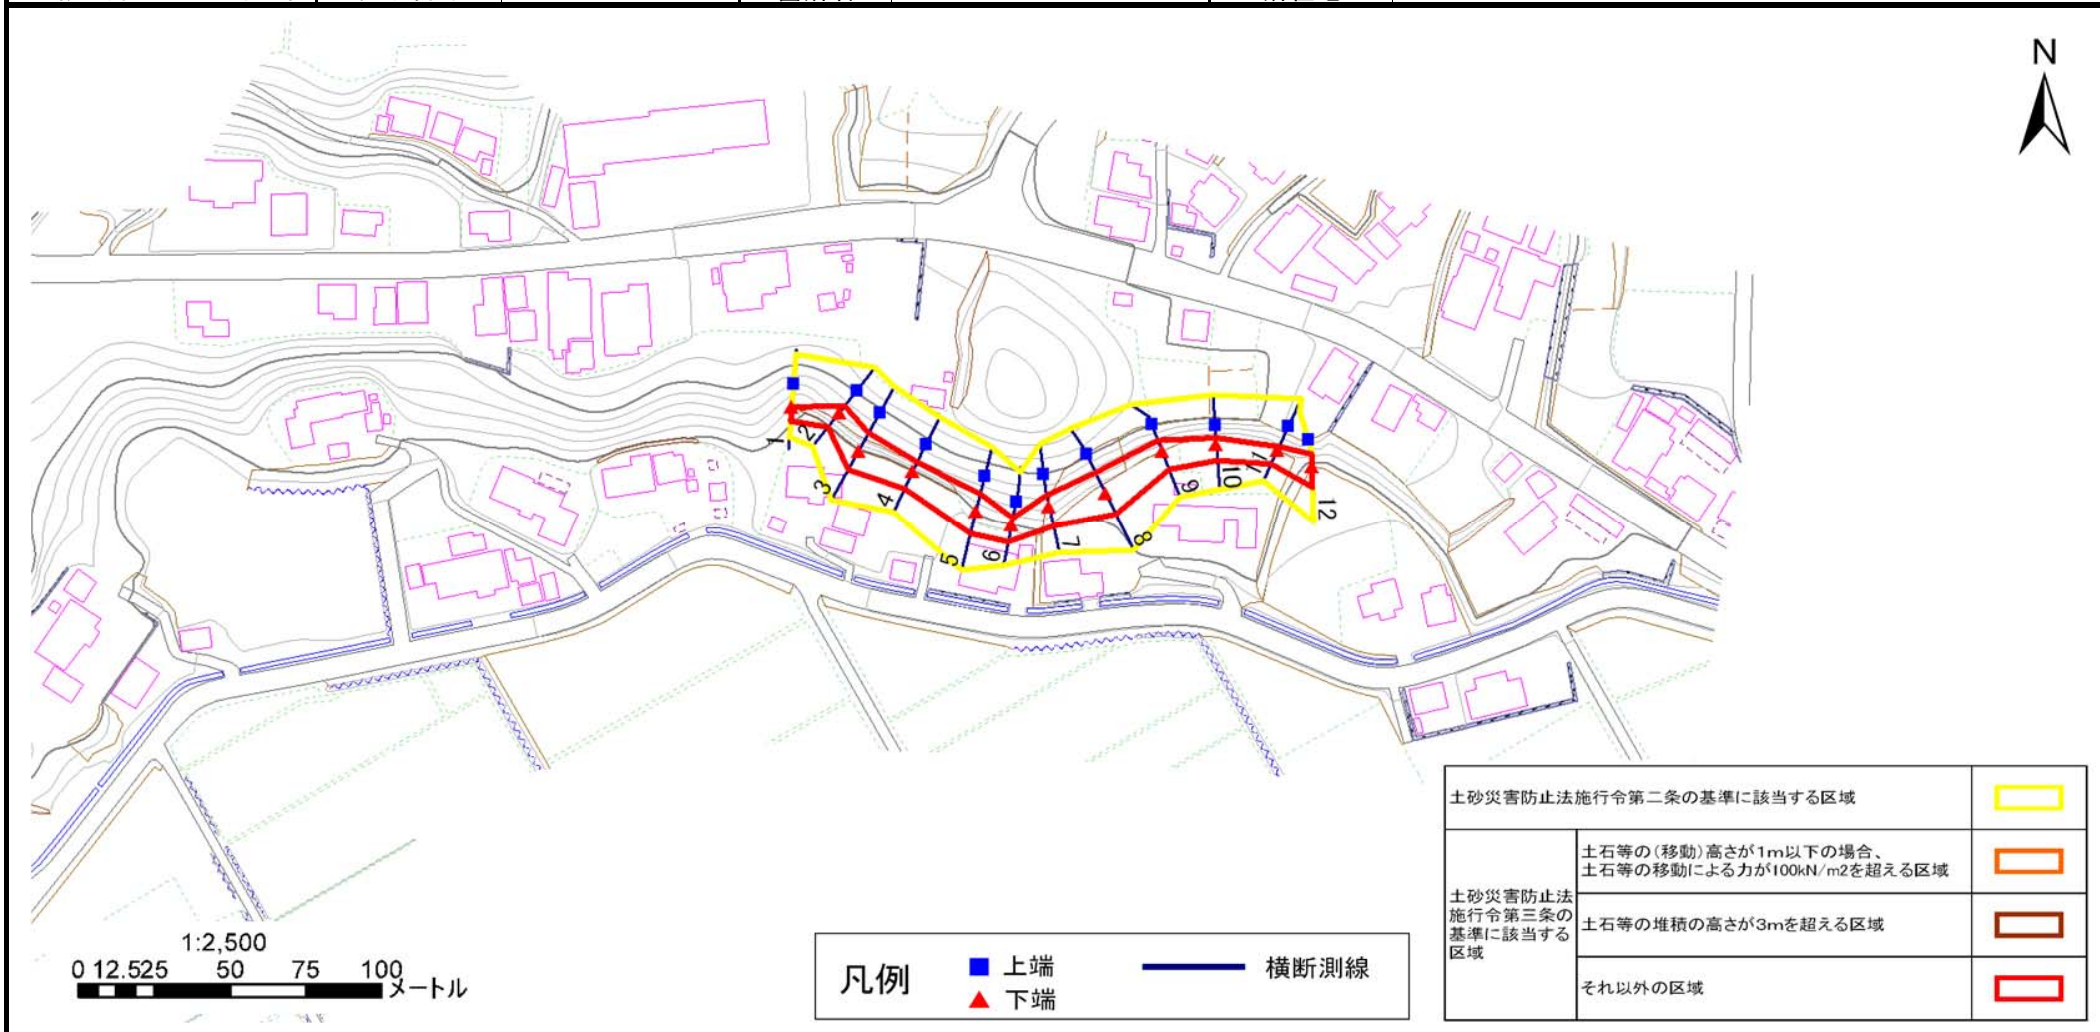 N
1
2
3
4
5
6
7
8
9
10
11
12
土砂災害防止法施行令第二条の基準に該当する区域
土石等の(移動)高さが1m以下の場合、
土石等の移動による力が100kN/m2を超える区域
土砂災害防止法
施行令第三条の
基準に該当する
区域
土石等の堆積の高さが3mを超える区域
それ以外の区域
凡例
上端
横断測線
下端
1:2,500
0 12.525 50 75 100
メートル